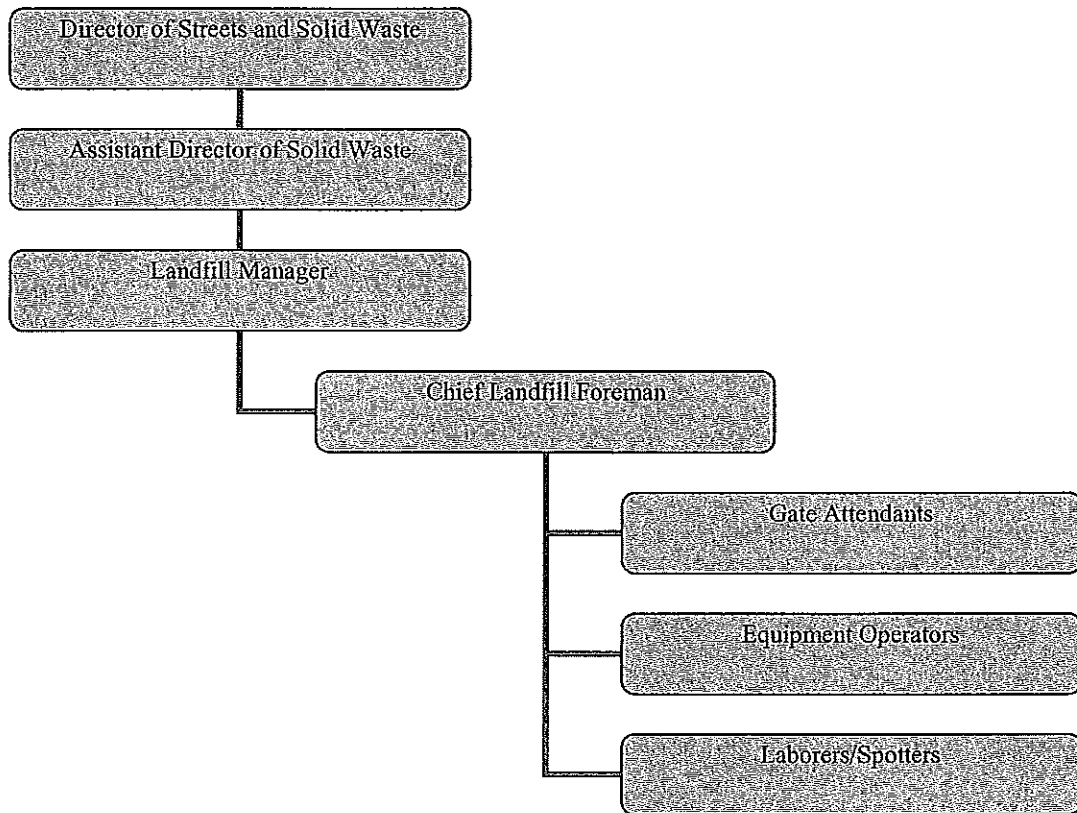 Director of Streets and Solid Waste
Assistant Director of Solid Waste
Landfill Manager
Chief Landfill Foreman
Gate Attendants
Equipment Operators
Laborers/Spotters